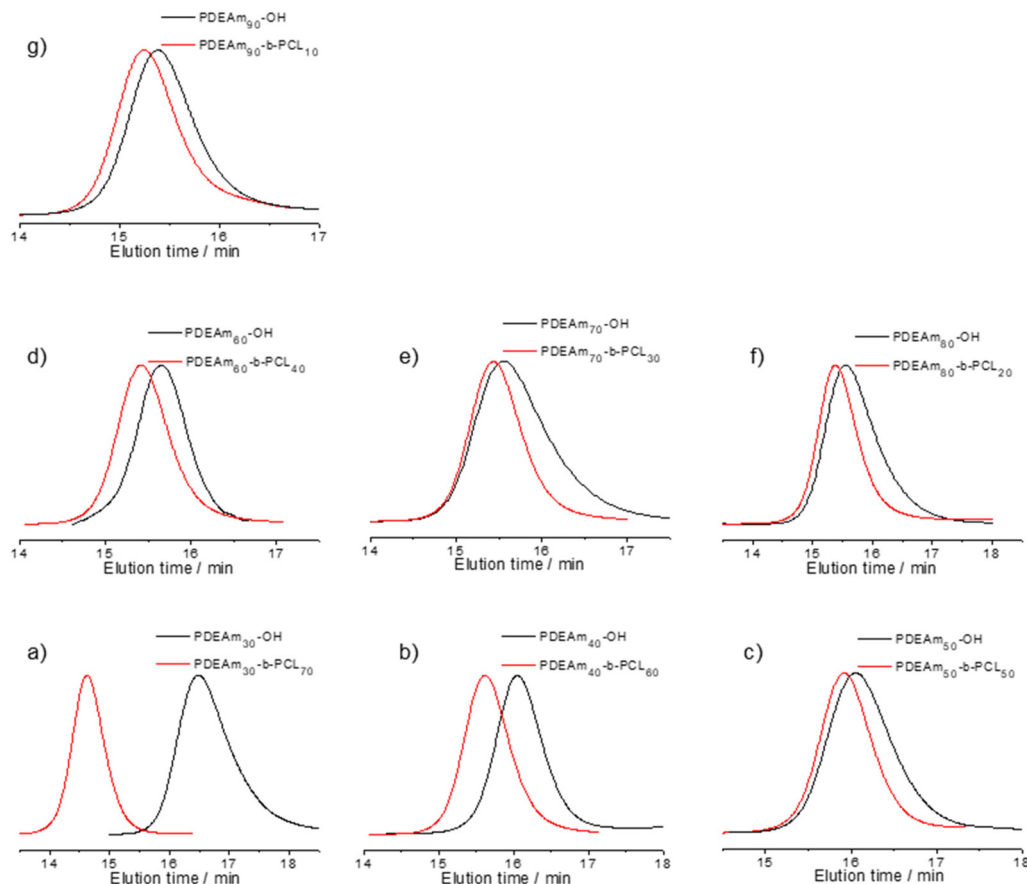 g)
PDEAm₉₀-OH
PDEAm₉₀-b-PCL₁₀
14 15 16 17
Elution time / min
d)
PDEAm₆₀-OH
PDEAm₆₀-b-PCL₄₀
14 15 16 17
Elution time / min
e)
PDEAm₇₀-OH
PDEAm₇₀-b-PCL₃₀
14 15 16 17
Elution time / min
f)
PDEAm₈₀-OH
PDEAm₈₀-b-PCL₂₀
14 15 16 17 18
Elution time / min
a)
PDEAm₃₀-OH
PDEAm₃₀-b-PCL₇₀
14 15 16 17 18
Elution time / min
b)
PDEAm₄₀-OH
PDEAm₄₀-b-PCL₆₀
14 15 16 17 18
Elution time / min
c)
PDEAm₅₀-OH
PDEAm₅₀-b-PCL₅₀
15 16 17 18
Elution time / min